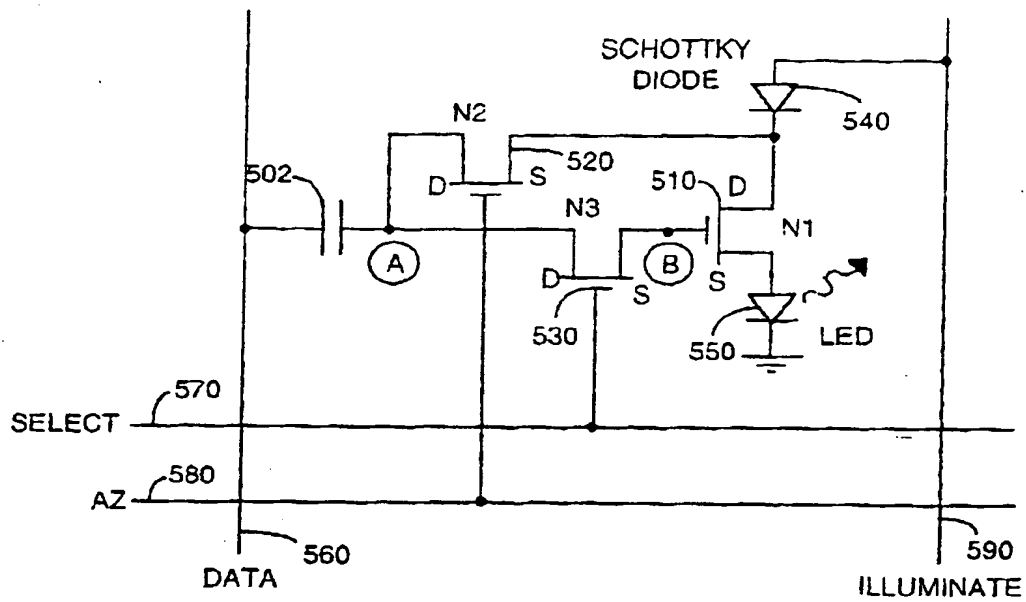 SCHOTTKY
DIODE
540
N2
502
520
D
S
510
D
N3
N1
A
B
D
S
S
530
550
LED
570
SELECT
580
AZ
560
590
DATA
ILLUMINATE